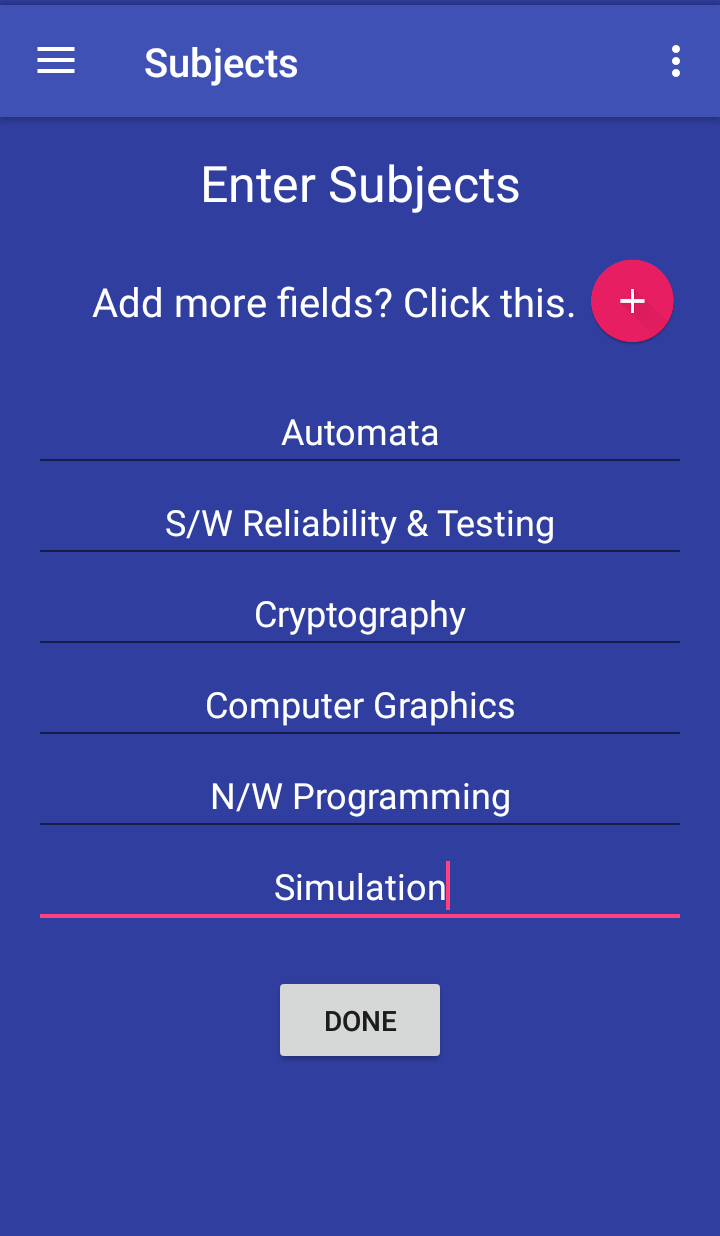 Subjects
Enter Subjects
Add more fields? Click this.
Automata
S/W Reliability & Testing
Cryptography
Computer Graphics
N/W Programming
Simulation
DONE